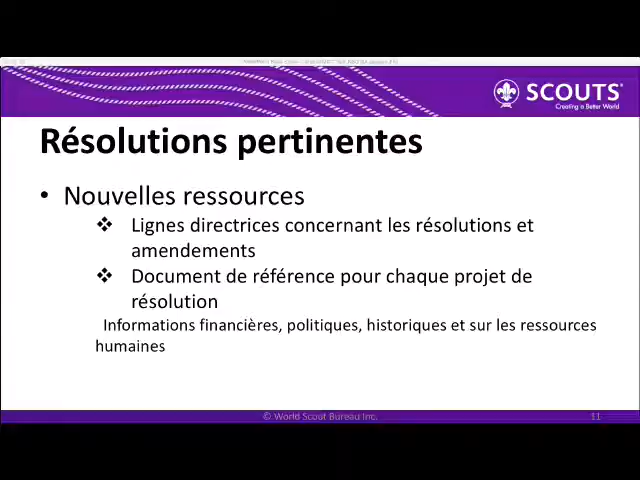 SCOUTS
Creating a Better World
Résolutions pertinentes
• Nouvelles ressources
❖ Lignes directrices concernant les résolutions et
amendements
❖ Document de référence pour chaque projet de
résolution
Informations financières, politiques, historiques et sur les ressources
humaines
© World Scout Bureau Inc.
11